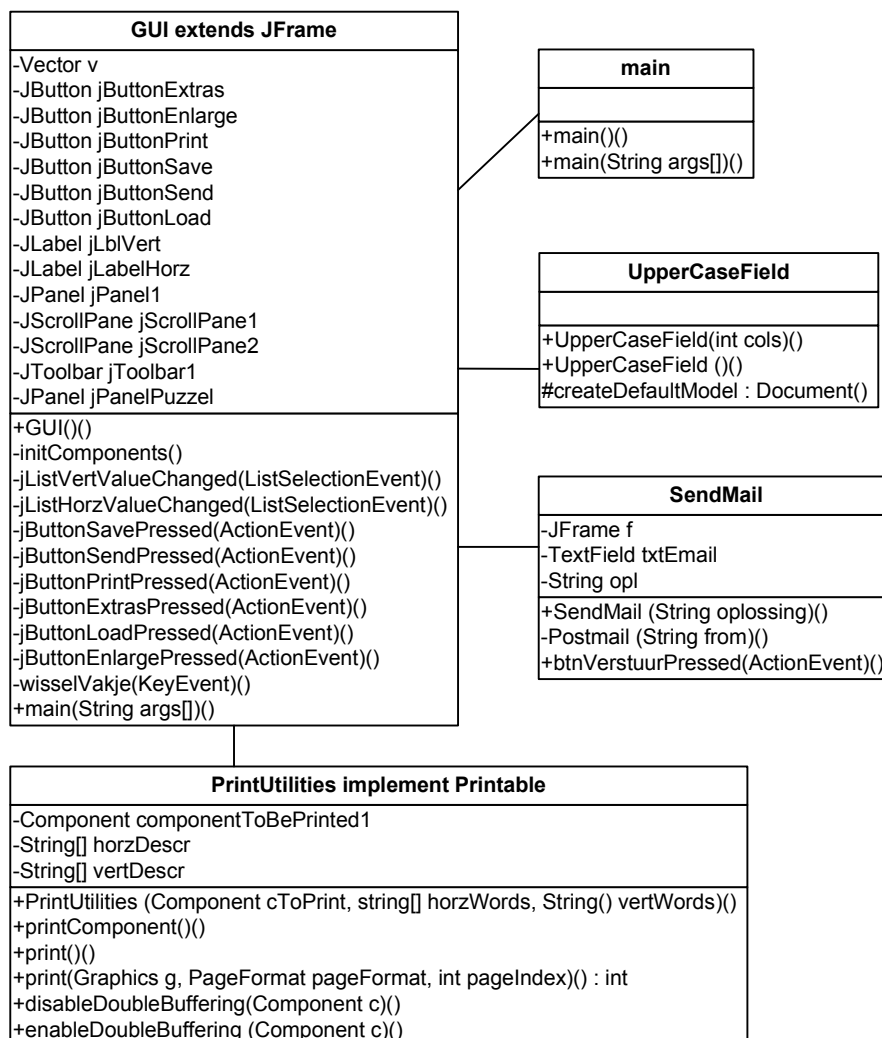 GUI extends JFrame
-Vector v
-JButton jButtonExtras
-JButton jButtonEnlarge
-JButton jButtonPrint
-JButton jButtonSave
-JButton jButtonSend
-JButton jButtonLoad
-JLabel jLblVert
-JLabel jLabelHorz
-JPanel jPanel1
-JScrollPane jScrollPane1
-JScrollPane jScrollPane2
-JToolbar jToolbar1
-JPanel jPanelPuzzel
+GUI()()
-initComponents()
-jListVertValueChanged(ListSelectionEvent)()
-jListHorzValueChanged(ListSelectionEvent)()
-jButtonSavePressed(ActionEvent)()
-jButtonSendPressed(ActionEvent)()
-jButtonPrintPressed(ActionEvent)()
-jButtonExtrasPressed(ActionEvent)()
-jButtonLoadPressed(ActionEvent)()
-jButtonEnlargePressed(ActionEvent)()
-wisselVakje(KeyEvent)()
+main(String args[])()
main
+main()()
+main(String args[])()
UpperCaseField
+UpperCaseField(int cols)()
+UpperCaseField ()()
#createDefaultModel : Document()
SendMail
-JFrame f
-TextField txtEmail
-String opl
+SendMail (String oplossing)()
-Postmail (String from)()
+btnVerstuurPressed(ActionEvent)()
PrintUtilities implement Printable
-Component componentToBePrinted1
-String[] horzDescr
-String[] vertDescr
+PrintUtilities (Component cToPrint, string[] horzWords, String() vertWords)()
+printComponent()()
+print()()
+print(Graphics g, PageFormat pageFormat, int pageIndex)() : int
+disableDoubleBuffering(Component c)()
+enableDoubleBuffering (Component c)()